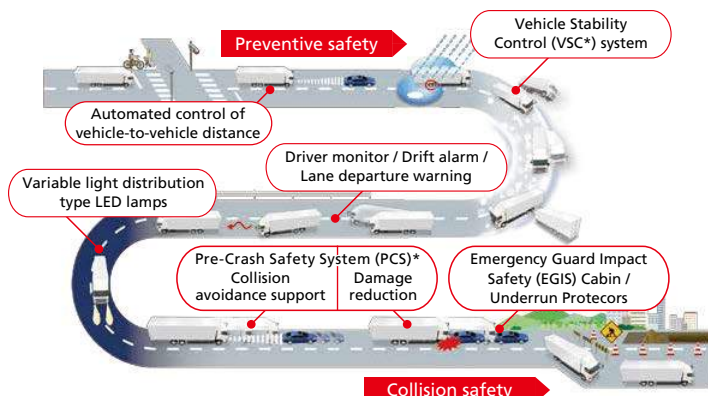 Preventive safety
Vehicle Stability
Control (VSC*) system
Automated control of
vehicle-to-vehicle distance
Driver monitor / Drift alarm /
Lane departure warning
Variable light distribution
type LED lamps
Pre-Crash Safety System (PCS)*
Collision
avoidance support
Damage
reduction
Emergency Guard Impact
Safety (EGIS) Cabin /
Underrun Protecors
Collision safety